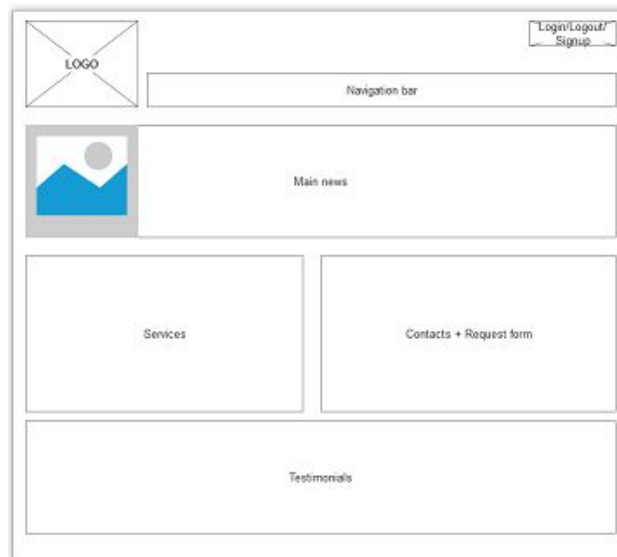 Login/Logout/
Signup
LOGO
Navigation bar
Main news
Services
Contacts + Request form
Testimonials